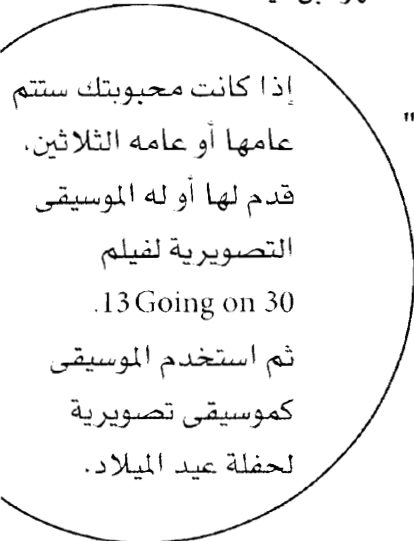 إذا كانت محبوبتك ستتم
عامها أو عامه الثلاثين،
قدم لها أو له الموسيقى
التصويرية لفيلم
13 Going on 30.
ثم استخدم الموسيقى
كموسيقى تصويرية
لحفلة عيد الميلاد.
"